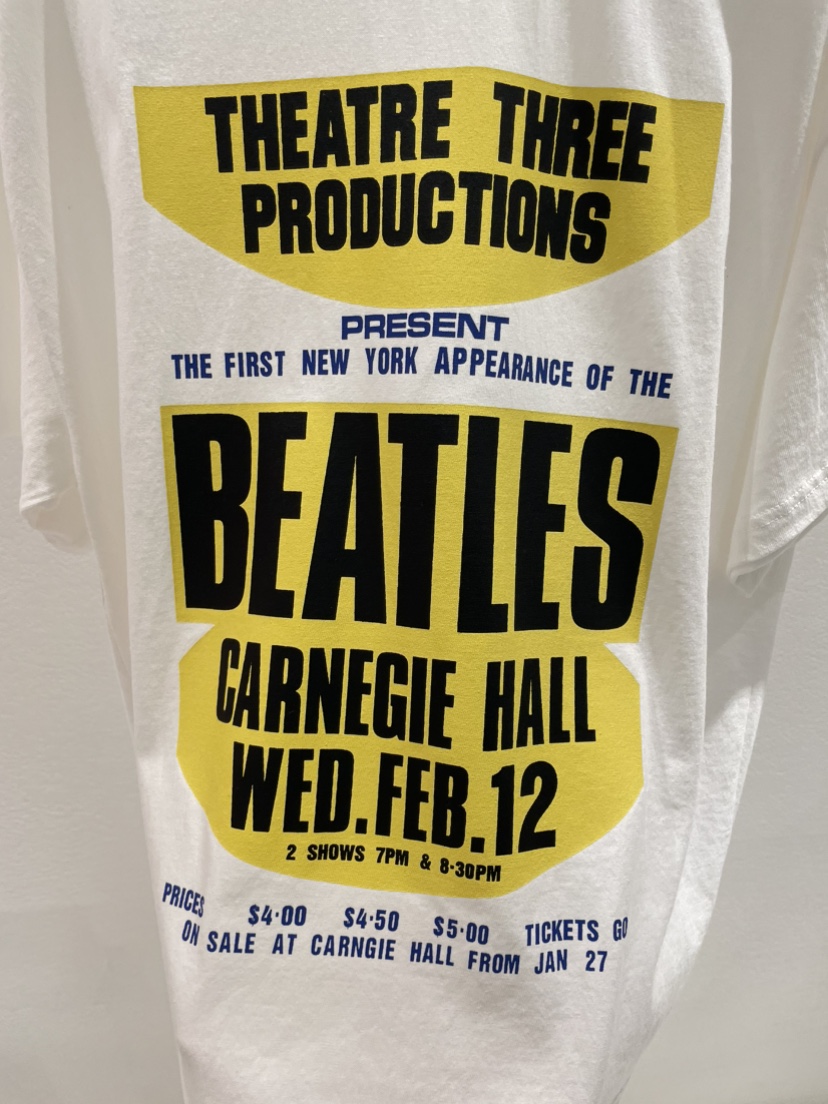 THEATRE THREE
PRODUCTIONS
PRESENT
THE FIRST NEW YORK APPEARANCE OF THE
BEATLES
CARNEGIE HALL
WED.FEB.12
2 SHOWS 7PM & 8·30PM
PRICES $4·00 $4·50 $5·00 TICKETS GO
ON SALE AT CARNGIE HALL FROM JAN 27